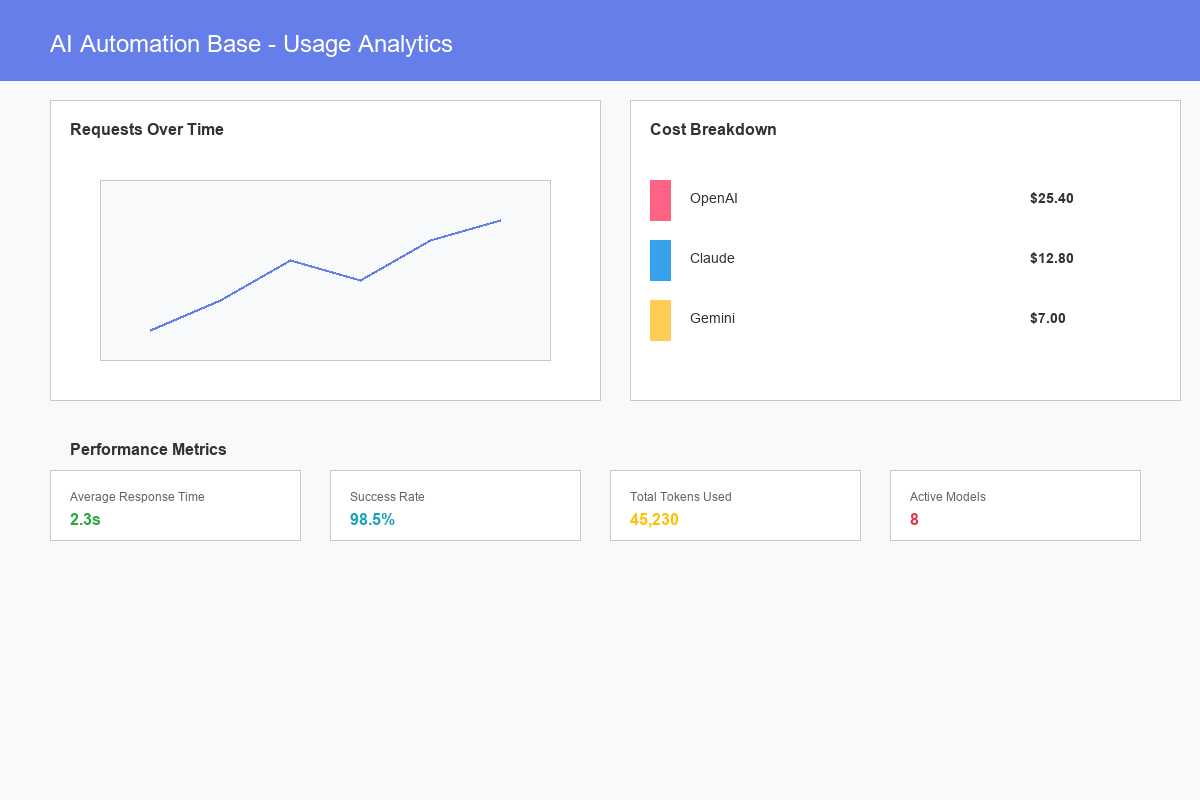 AI Automation Base - Usage Analytics
Requests Over Time
Cost Breakdown
OpenAI $25.40
Claude $12.80
Gemini $7.00
Performance Metrics
Average Response Time
2.3s
Success Rate
98.5%
Total Tokens Used
45,230
Active Models
8